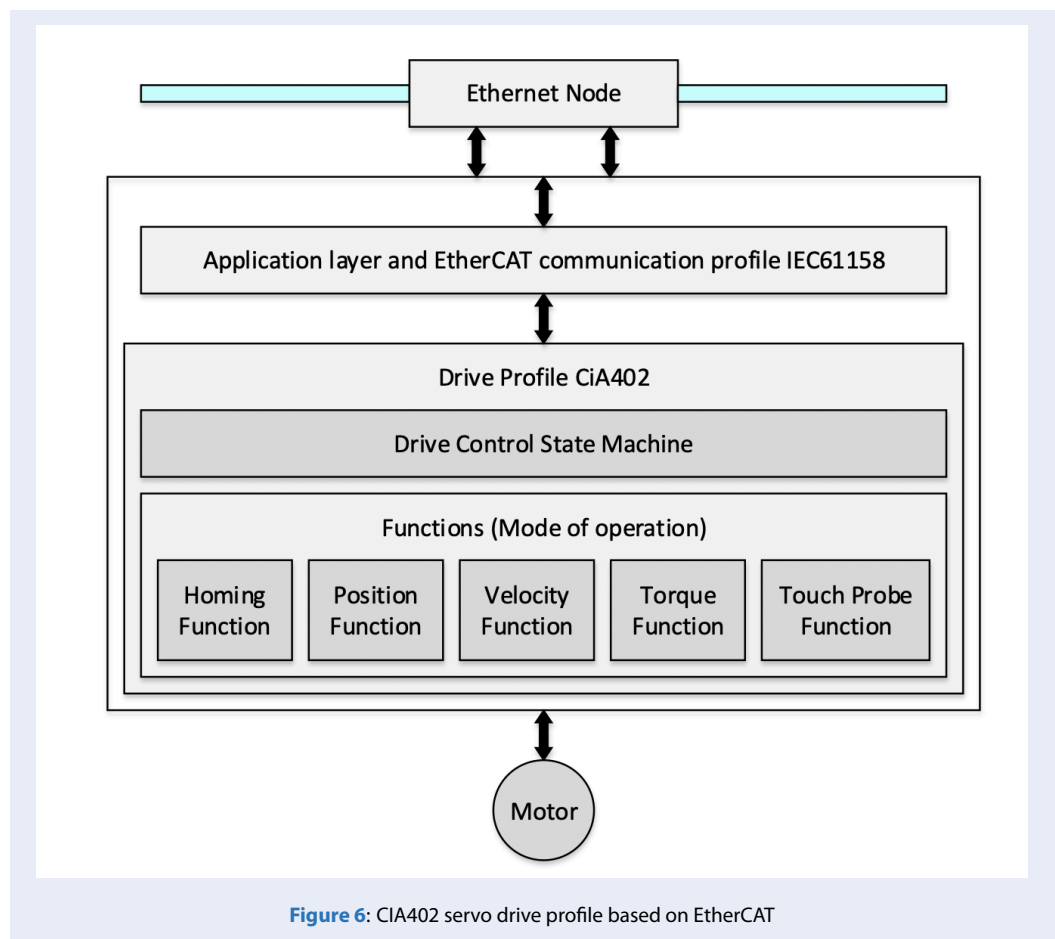 Ethernet Node
Application layer and EtherCAT communication profile IEC61158
Drive Profile CiA402
Drive Control State Machine
Functions (Mode of operation)
Homing
Function
Position
Function
Velocity
Function
Torque
Function
Touch Probe
Function
Motor
Figure 6: CIA402 servo drive profile based on EtherCAT